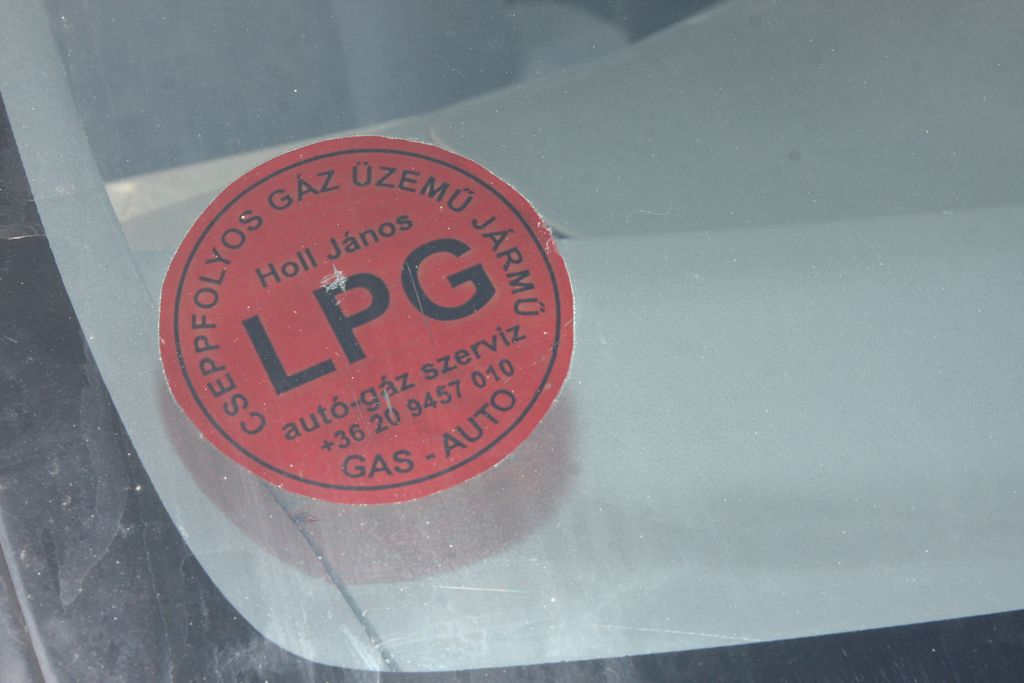 CSEPPFOLYOS GÁZ ÜZEMŰ JÁRMŰ
Holl János
LPG
autó-gáz szerviz
+36 20 9457 010
GAS - AUTO